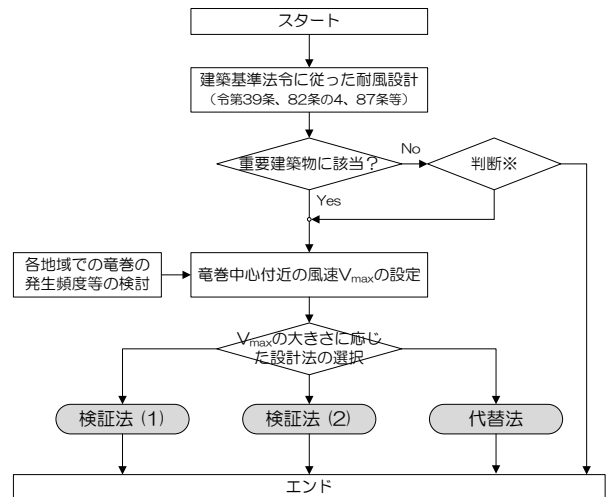 スタート
建築基準法令に従った耐風設計
（令第39条、82条の4、87条等）
重要建築物に該当？
No
判断※
Yes
各地域での竜巻の
発生頻度等の検討
竜巻中心付近の風速Vmaxの設定
Vmaxの大きさに応じ
た設計法の選択
検証法 (1)
検証法 (2)
代替法
エンド